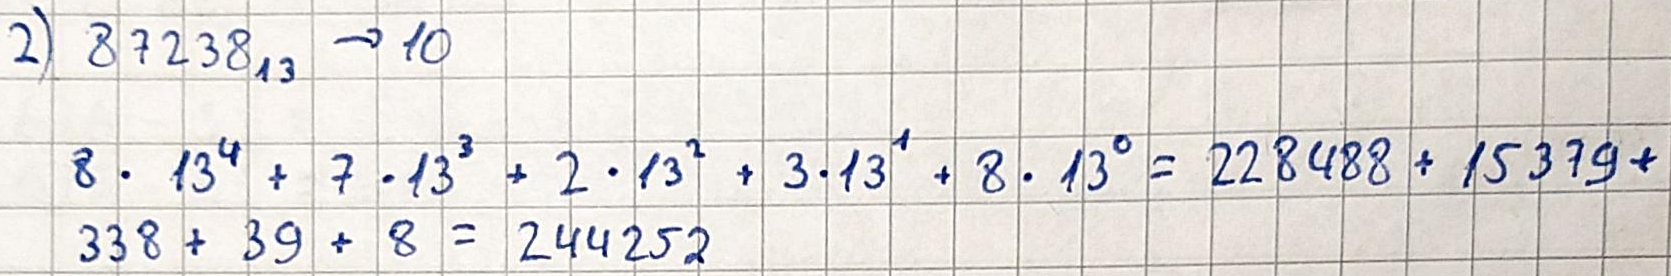 2) 87238₁₃ → 10
8 · 13⁴ + 7 · 13³ + 2 · 13² + 3 · 13¹ + 8 · 13⁰ = 228488 + 15379 +
338 + 39 + 8 = 244252